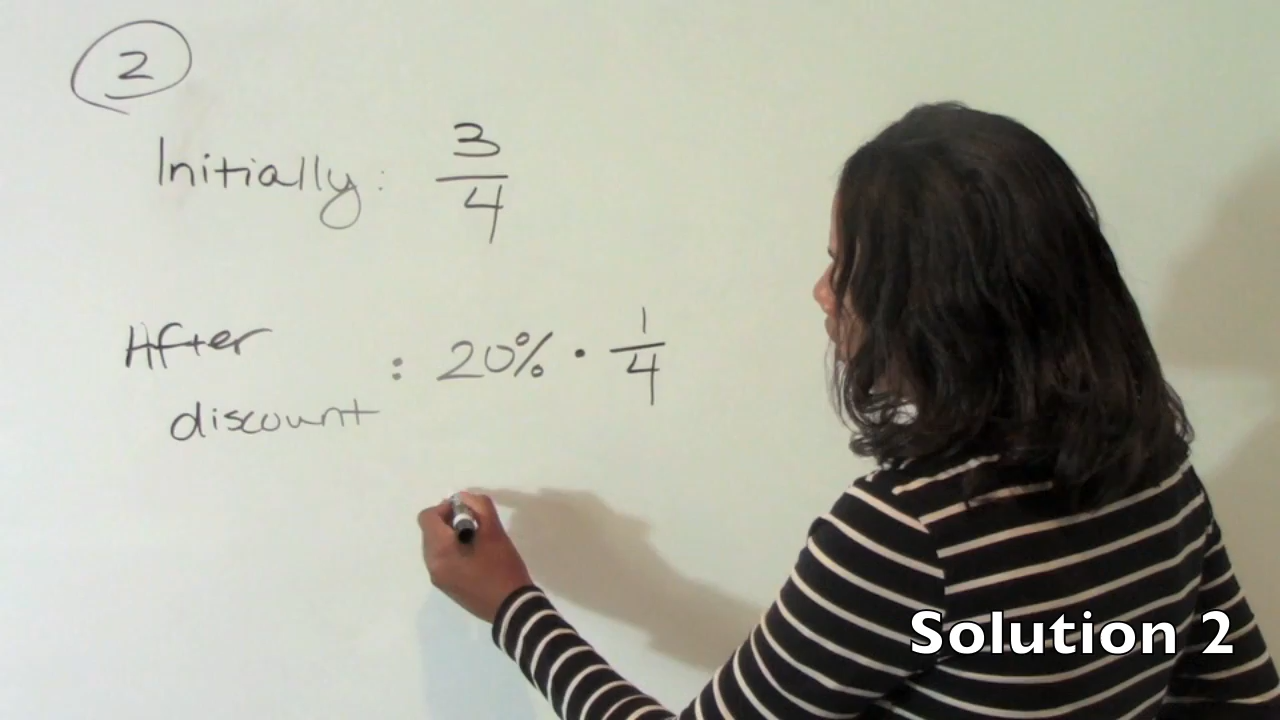 2
Initially: 3/4
After
discount : 20% · 1/4
Solution 2